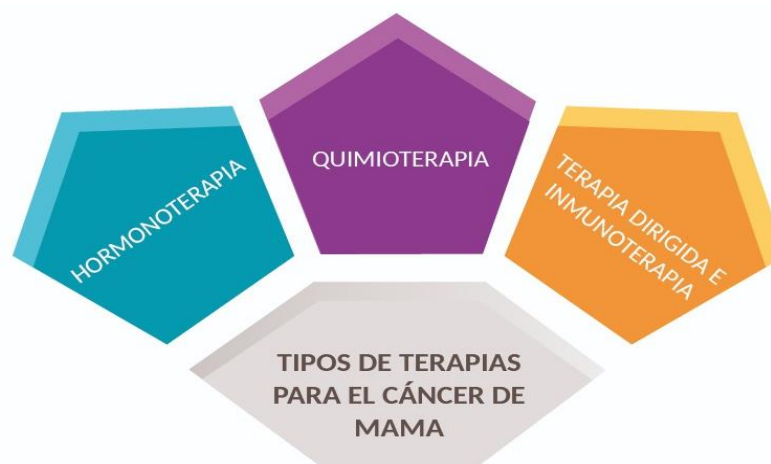 HORMONOTERAPIA
QUIMIOTERAPIA
TERAPIA DIRIGIDA E
INMUNOTERAPIA
TIPOS DE TERAPIAS
PARA EL CÁNCER DE
MAMA